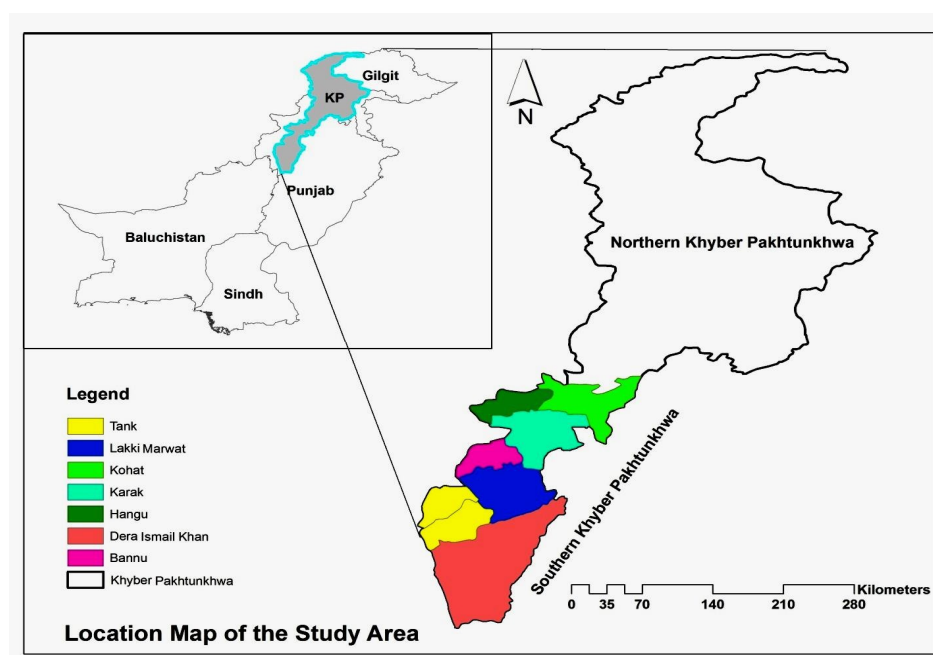 Gilgit
KP
Punjab
Baluchistan
Sindh
N
Northern Khyber Pakhtunkhwa
Southern Khyber Pakhtunkhwa
Legend
Tank
Lakki Marwat
Kohat
Karak
Hangu
Dera Ismail Khan
Bannu
Khyber Pakhtunkhwa
Kilometers
0 35 70 140 210 280
Location Map of the Study Area